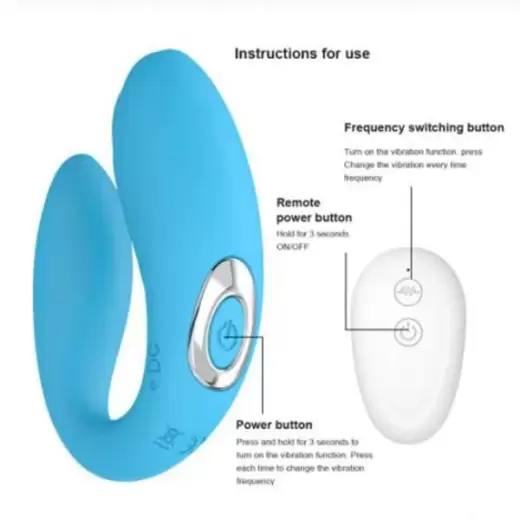 Instructions for use
Frequency switching button
Turn on the vibration function. press
Change the vibration every time
frequency
Remote
power button
Hold for 3 seconds
ON/OFF
DC
Power button
Press and hold for 3 seconds to
turn on the vibration function. Press
each time to change the vibration
frequency